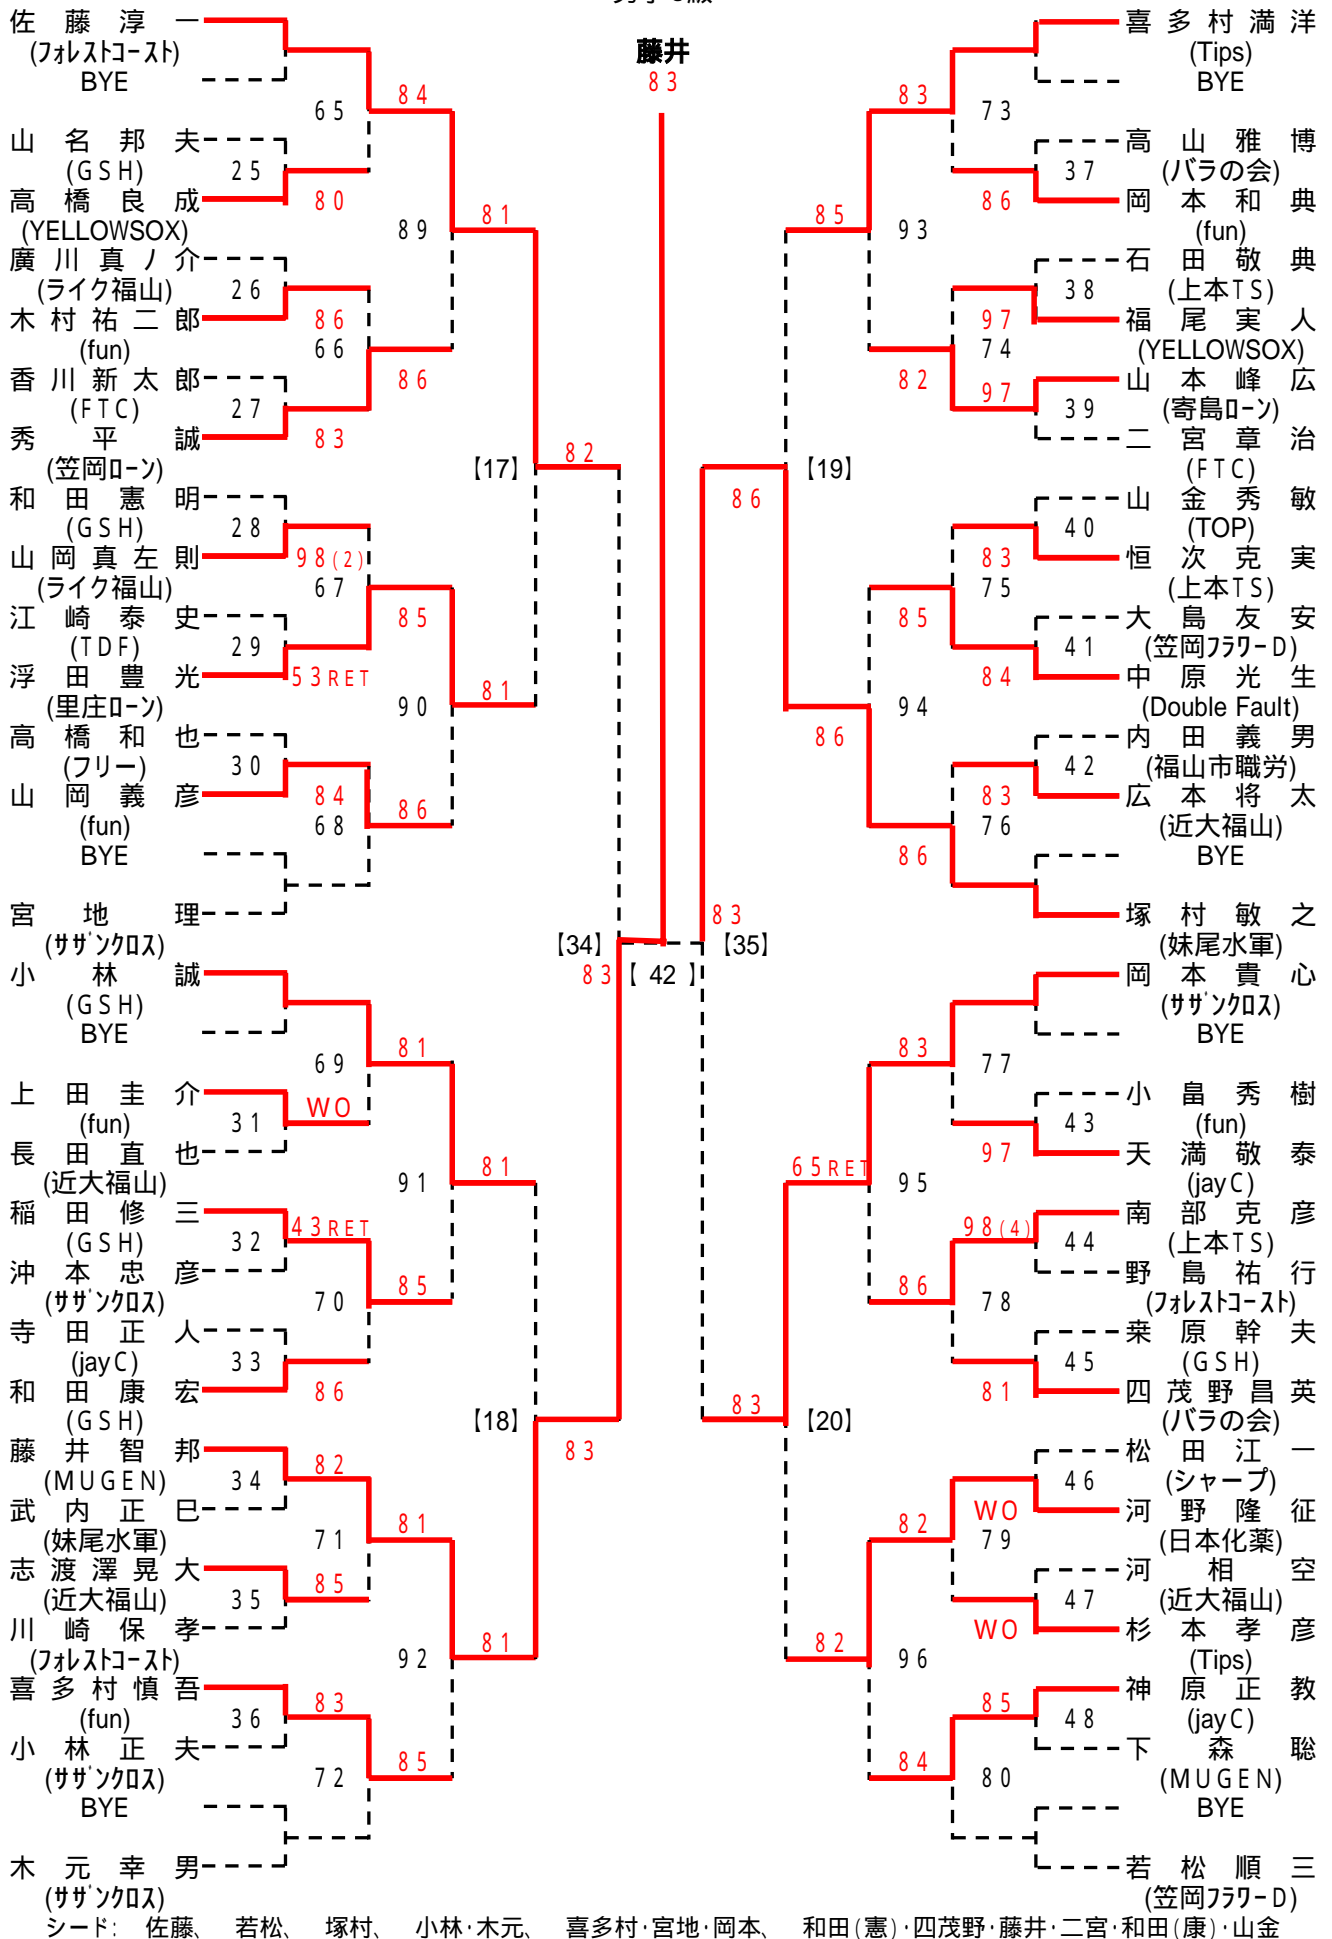 藤井
83
佐藤淳一
(フォレストコースト)
BYE
65
84
山名邦夫
(GSH)
25
高橋良成
80
(YELLOWSOX)
89
81
廣川真ノ介
(ライク福山)
26
木村祐二郎
86
(fun)
66
香川新太郎
86
(FTC)
27
秀平誠
83
(笠岡ローン)
【17】
82
和田憲明
(GSH)
28
山岡真左則
98(2)
(ライク福山)
67
江崎泰史
85
(TDF)
29
浮田豊光
53RET
(里庄ローン)
90
81
高橋和也
(フリー)
30
山岡義彦
84
86
(fun)
68
BYE
宮地理
(サザンクロス)
【34】
83
【42】
小林誠
(GSH)
BYE
69
81
上田圭介
WO
(fun)
31
長田直也
(近大福山)
91
81
稲田修三
43RET
(GSH)
32
沖本忠彦
(サザンクロス)
70
85
寺田正人
(jayC)
33
和田康宏
86
(GSH)
【18】
83
藤井智邦
82
(MUGEN)
34
武内正巳
(妹尾水軍)
71
81
志渡澤晃大
85
(近大福山)
35
川崎保孝
(フォレストコースト)
92
81
喜多村慎吾
83
(fun)
36
小林正夫
(サザンクロス)
72
85
BYE
木元幸男
(サザンクロス)
喜多村満洋
(Tips)
BYE
83
73
高山雅博
(バラの会)
37
岡本和典
86
(fun)
85
93
石田敬典
(上本TS)
38
福尾実人
97
(YELLOWSOX)
74
山本峰広
82
97
(寄島ローン)
39
二宮章治
(FTC)
【19】
86
山金秀敏
(TOP)
40
恒次克実
83
(上本TS)
75
大島友安
85
(笠岡フラワーD)
41
中原光生
84
(Double Fault)
94
86
内田義男
(福山市職労)
42
広本将太
83
(近大福山)
76
BYE
86
塚村敏之
83
(妹尾水軍)
【35】
岡本貴心
(サザンクロス)
BYE
83
77
小畠秀樹
(fun)
43
天満敬泰
97
(jayC)
65RET
95
南部克彦
98(4)
(上本TS)
44
野島祐行
(フォレストコースト)
86
78
桒原幹夫
(GSH)
45
四茂野昌英
81
(バラの会)
83
【20】
松田江一
(シャープ)
46
河野隆征
WO
(日本化薬)
82
79
河相空
(近大福山)
47
杉本孝彦
WO
(Tips)
82
96
神原正教
85
(jayC)
48
下森聡
(MUGEN)
84
80
BYE
若松順三
(笠岡フラワーD)
シード: 佐藤、 若松、 塚村、 小林・木元、 喜多村・宮地・岡本、 和田(憲)・四茂野・藤井・二宮・和田(康)・山金